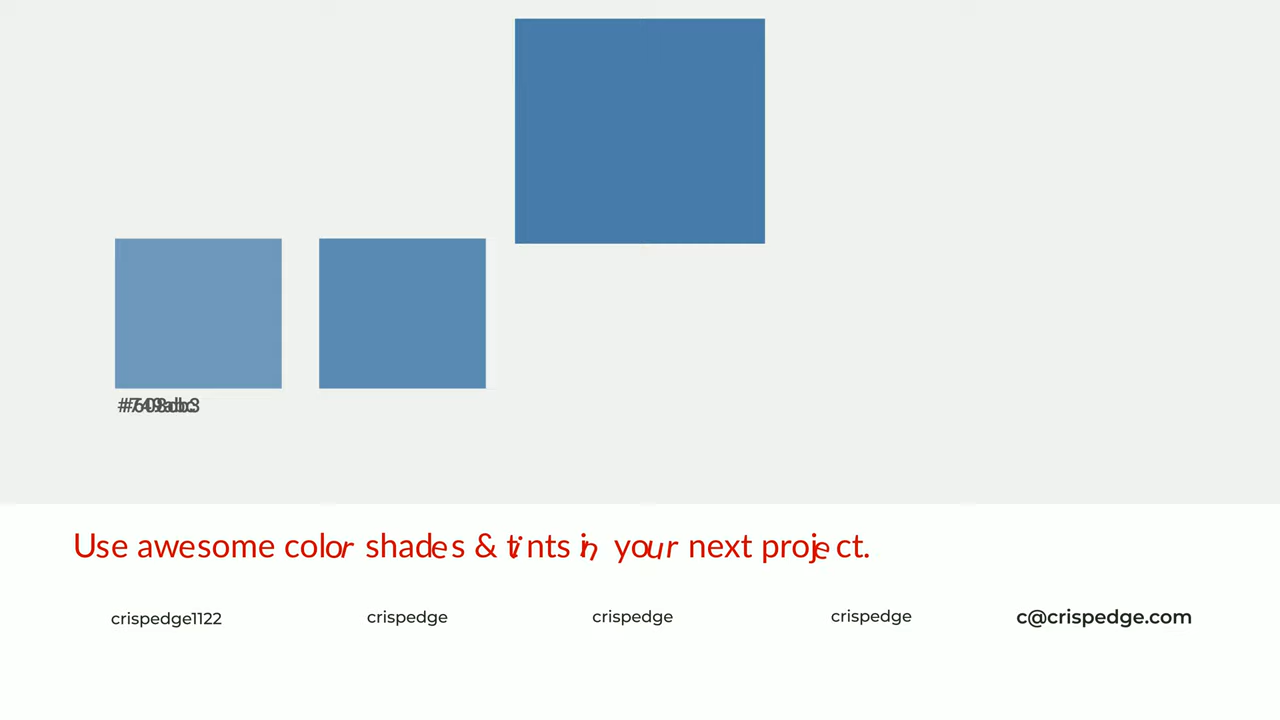 Use awesome color shades & tints in your next project.
crispedge1122 crispedge crispedge crispedge c@crispedge.com